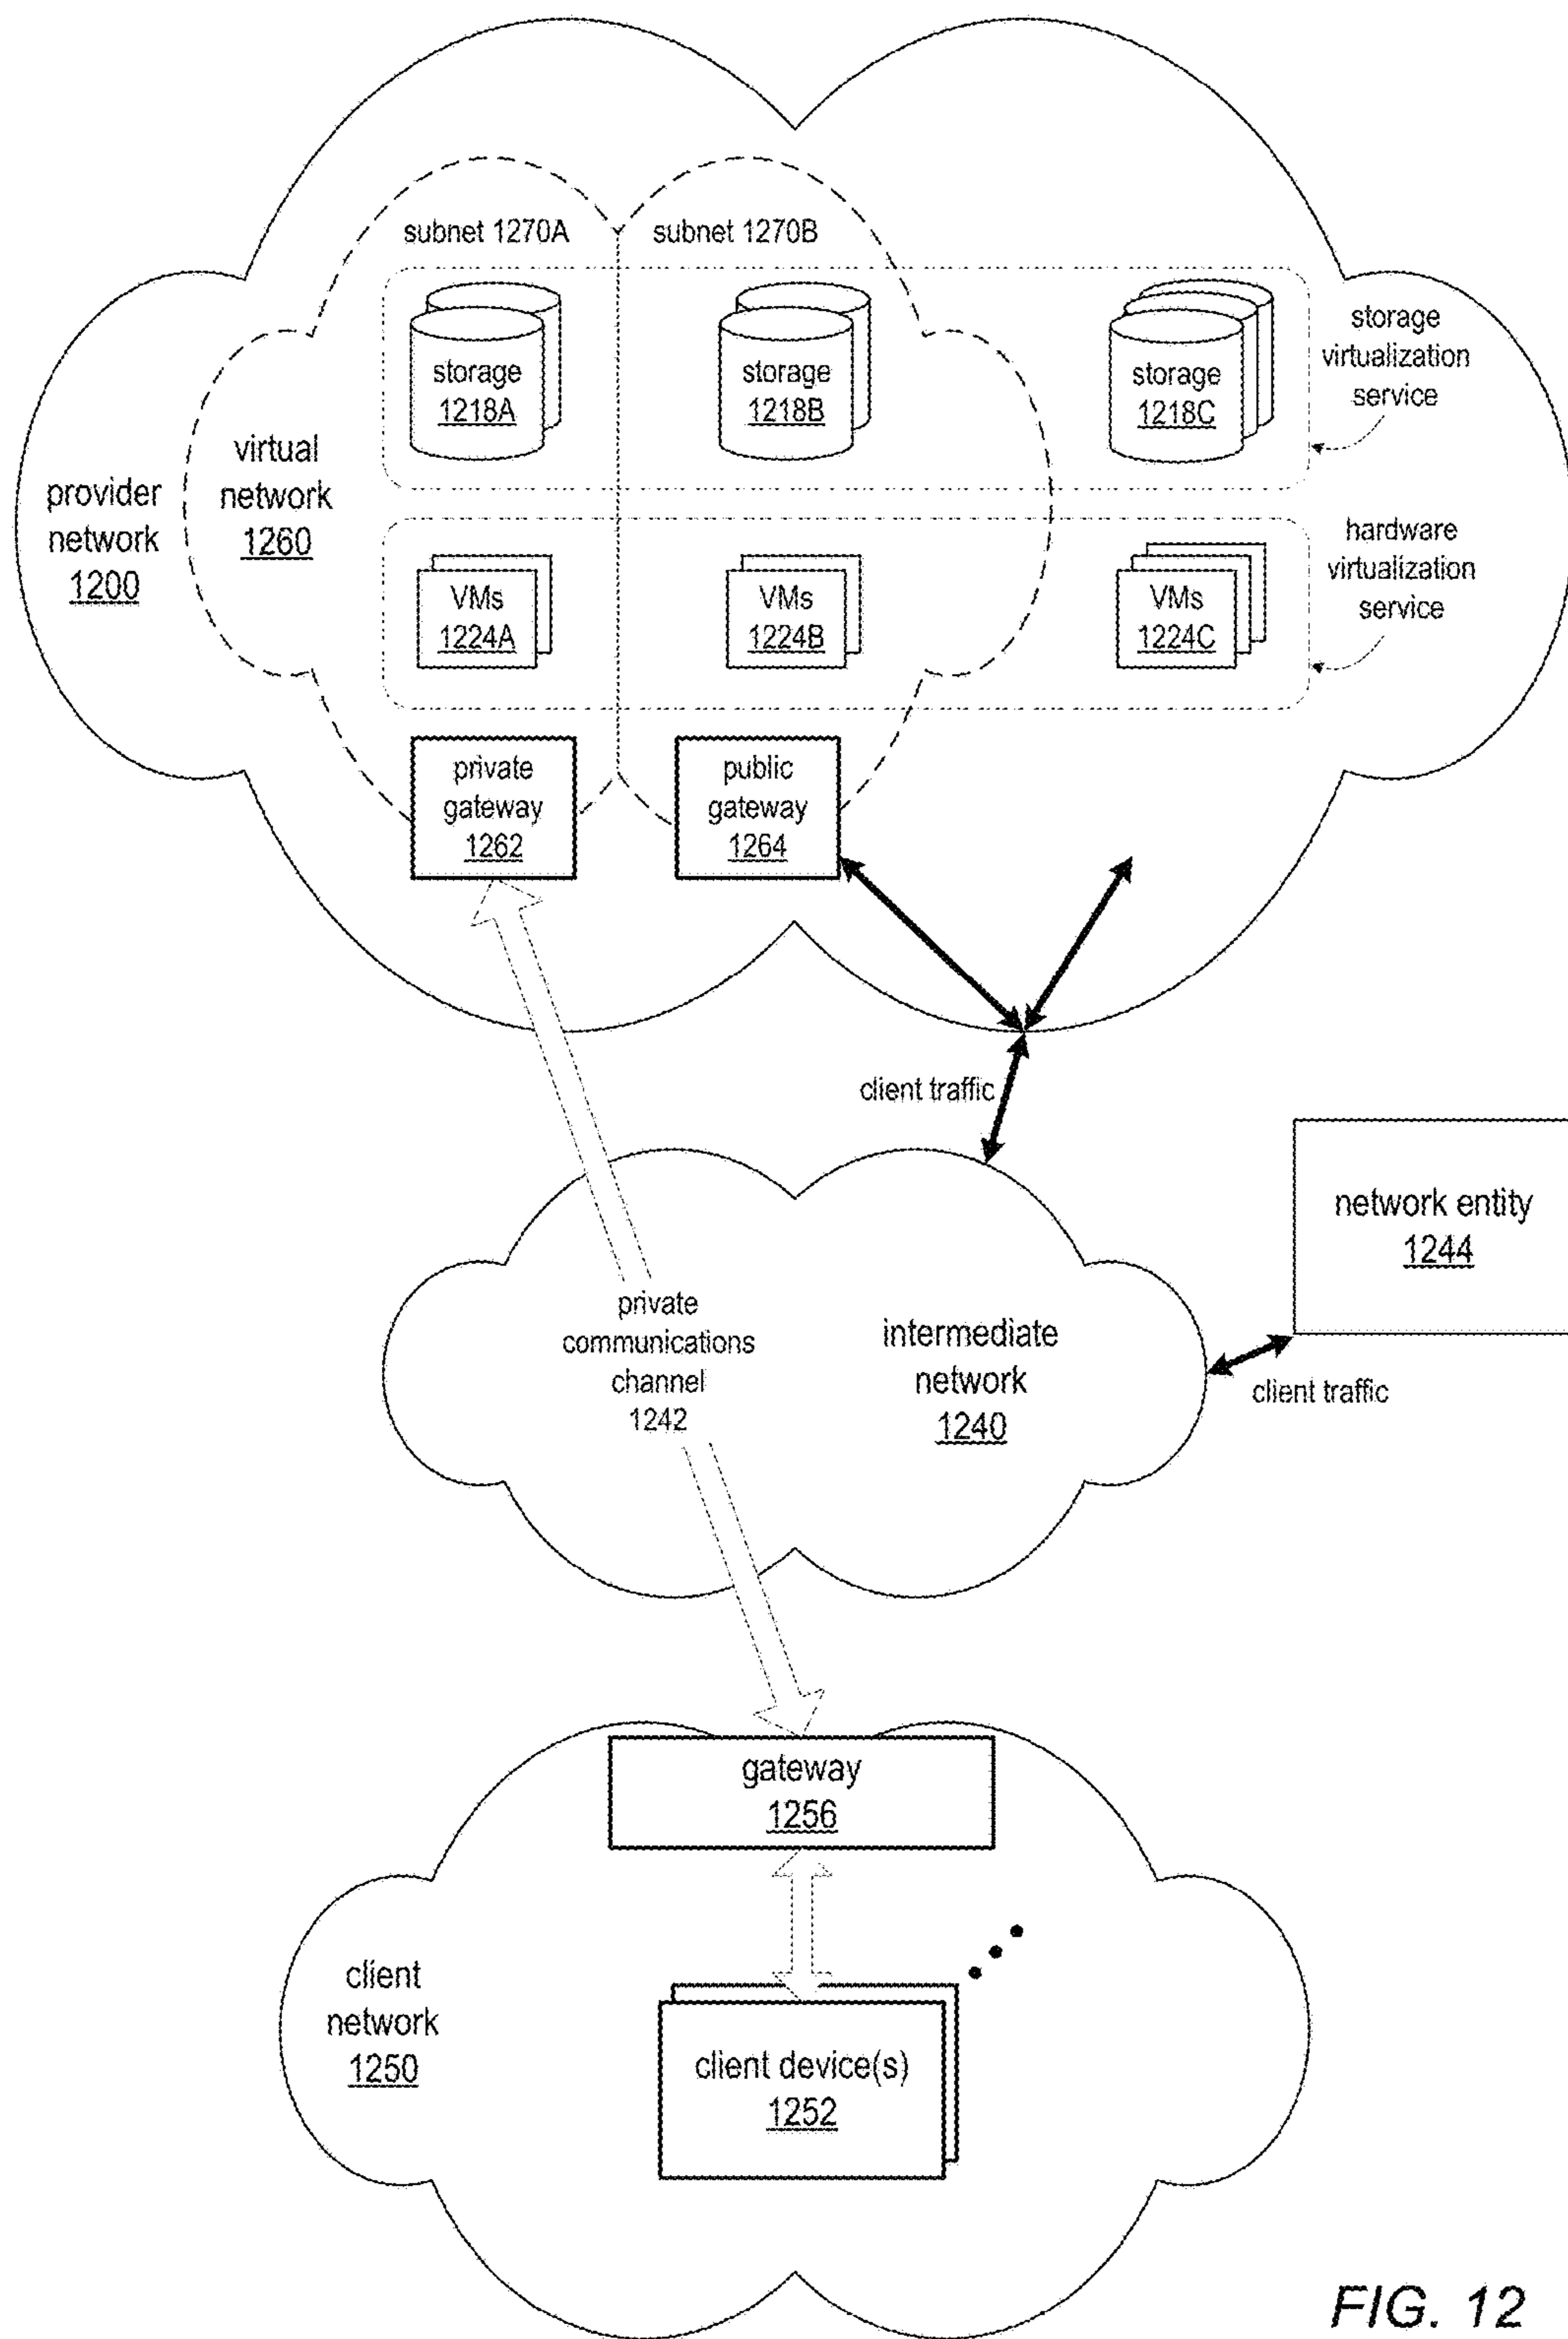 subnet 1270A
subnet 1270B
storage
1218A
storage
1218B
storage
1218C
storage
virtualization
service
virtual
network
1260
provider
network
1200
VMs
1224A
VMs
1224B
VMs
1224C
hardware
virtualization
service
private
gateway
1262
public
gateway
1264
client traffic
network entity
1244
client traffic
private
communications
channel
1242
intermediate
network
1240
gateway
1256
client
network
1250
client device(s)
1252
FIG. 12